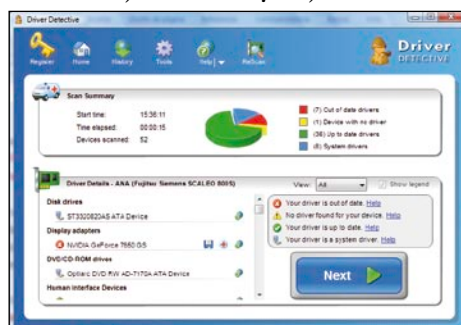 Driver Detective
Register Home History Tools Help ReScan
Driver
DETECTIVE
Scan Summary
Start time: 15:36:11
Time elapsed: 00:00:15
Devices scanned: 52
(7) Out of date drivers
(1) Device with no driver
(36) Up to date drivers
(8) System drivers
Driver Details - ANA (Fujitsu Siemens SCALEO 800S)
View: All
Show legend
Disk drives
ST3320820AS ATA Device
Display adapters
NVIDIA GeForce 7650 GS
DVD/CD-ROM drives
Optiarc DVD RW AD-7170A ATA Device
Human Interface Devices
Your driver is out of date. Help
No driver found for your device. Help
Your driver is up to date. Help
Your driver is a system driver. Help
Next